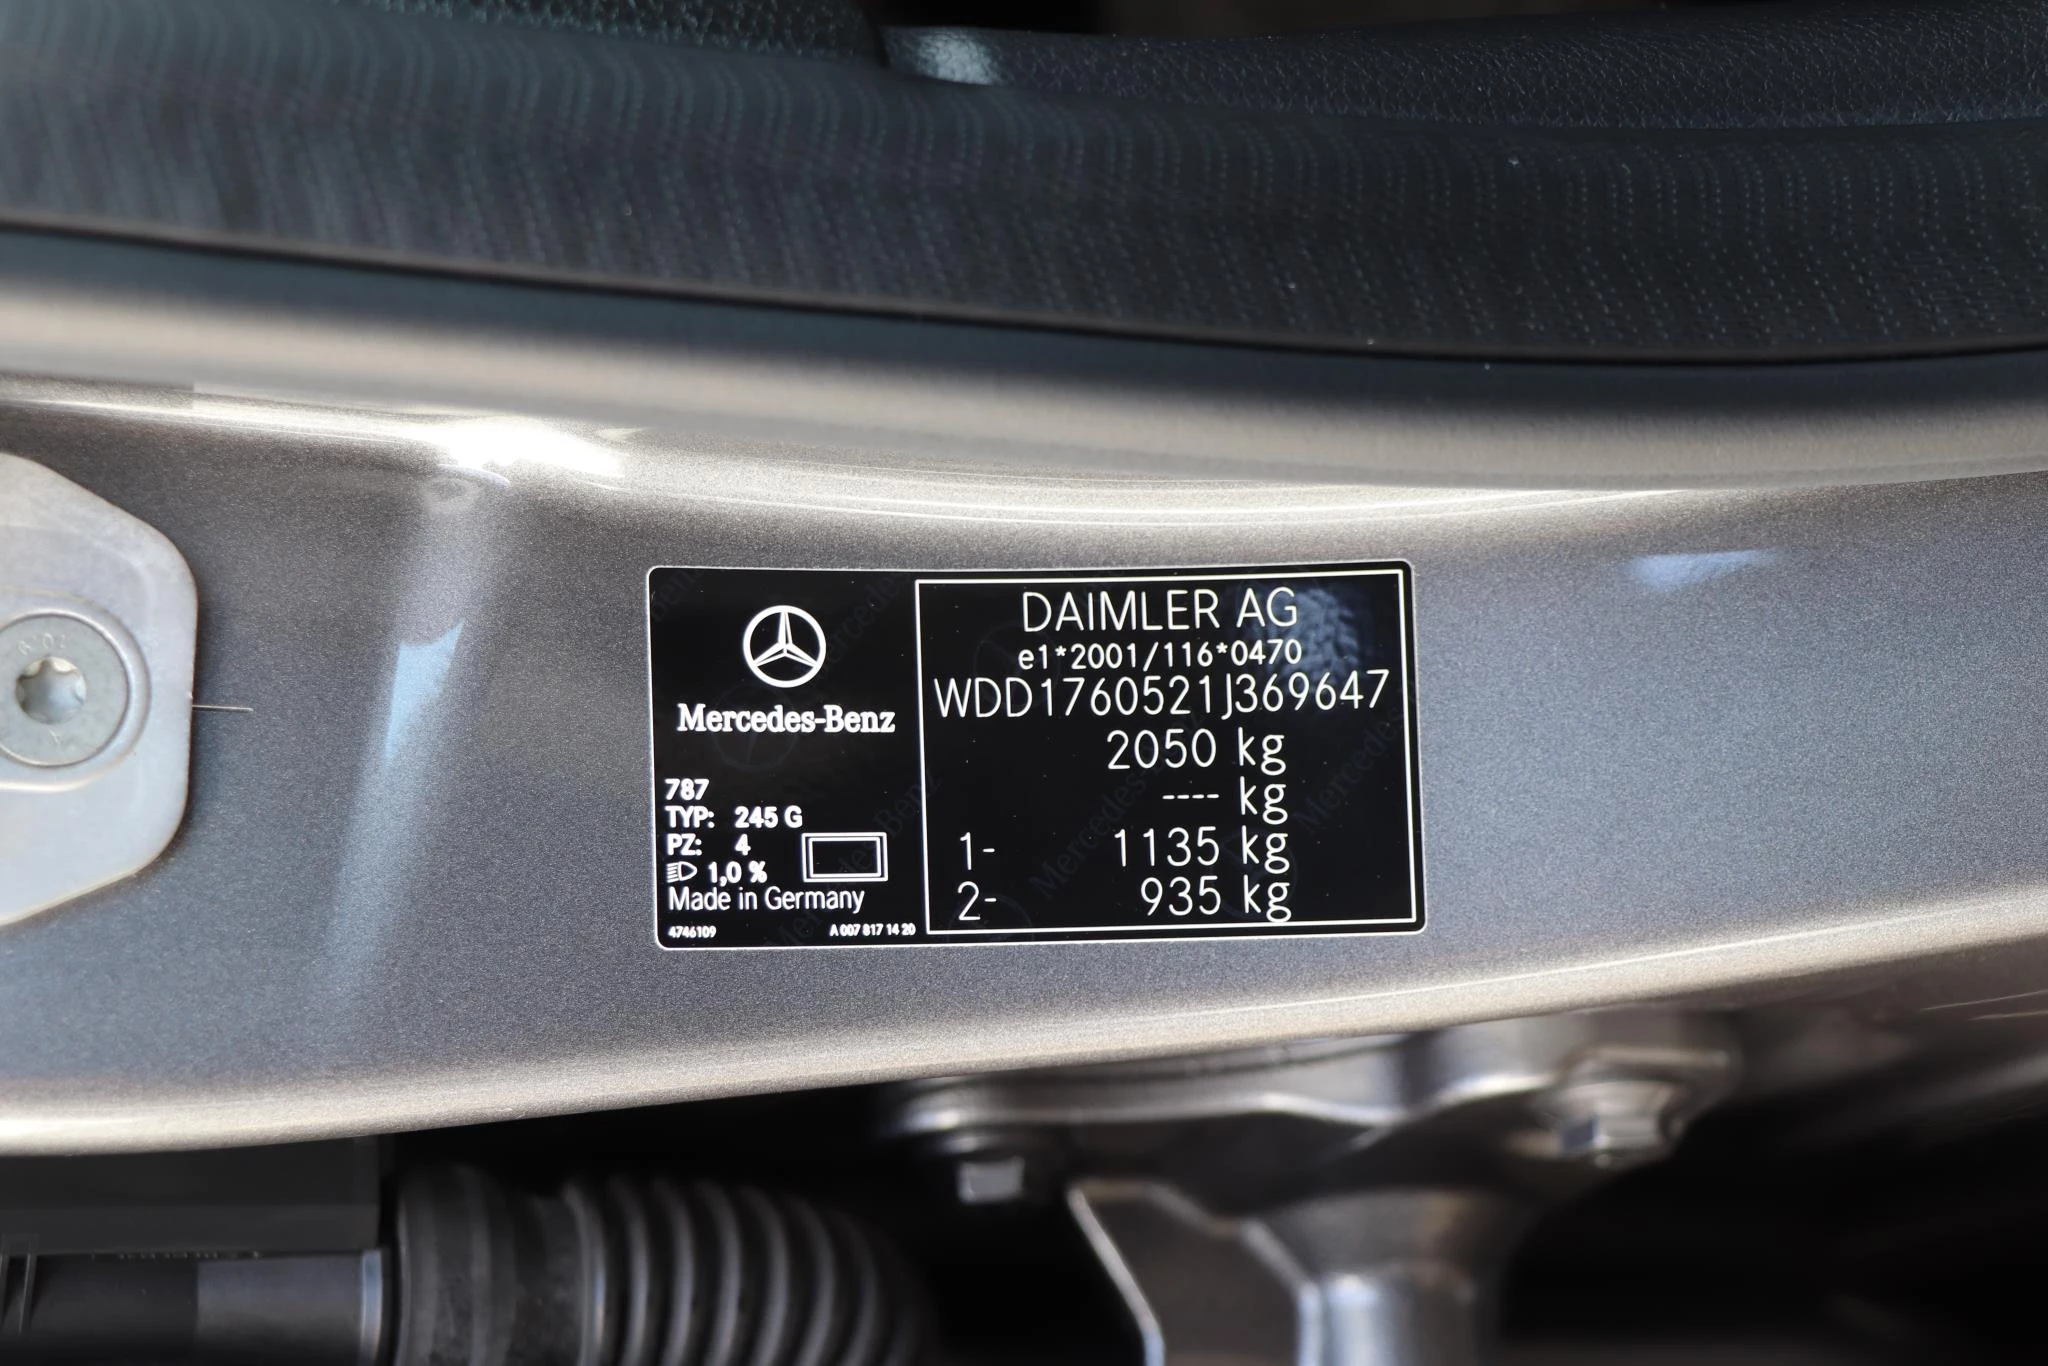 Mercedes-Benz
787
TYP: 245 G
PZ: 4
1,0 %
Made in Germany
4746109 A 007 817 14 20
DAIMLER AG
e1*2001/116*0470
WDD1760521J369647
2050 kg
---- kg
1- 1135 kg
2- 935 kg